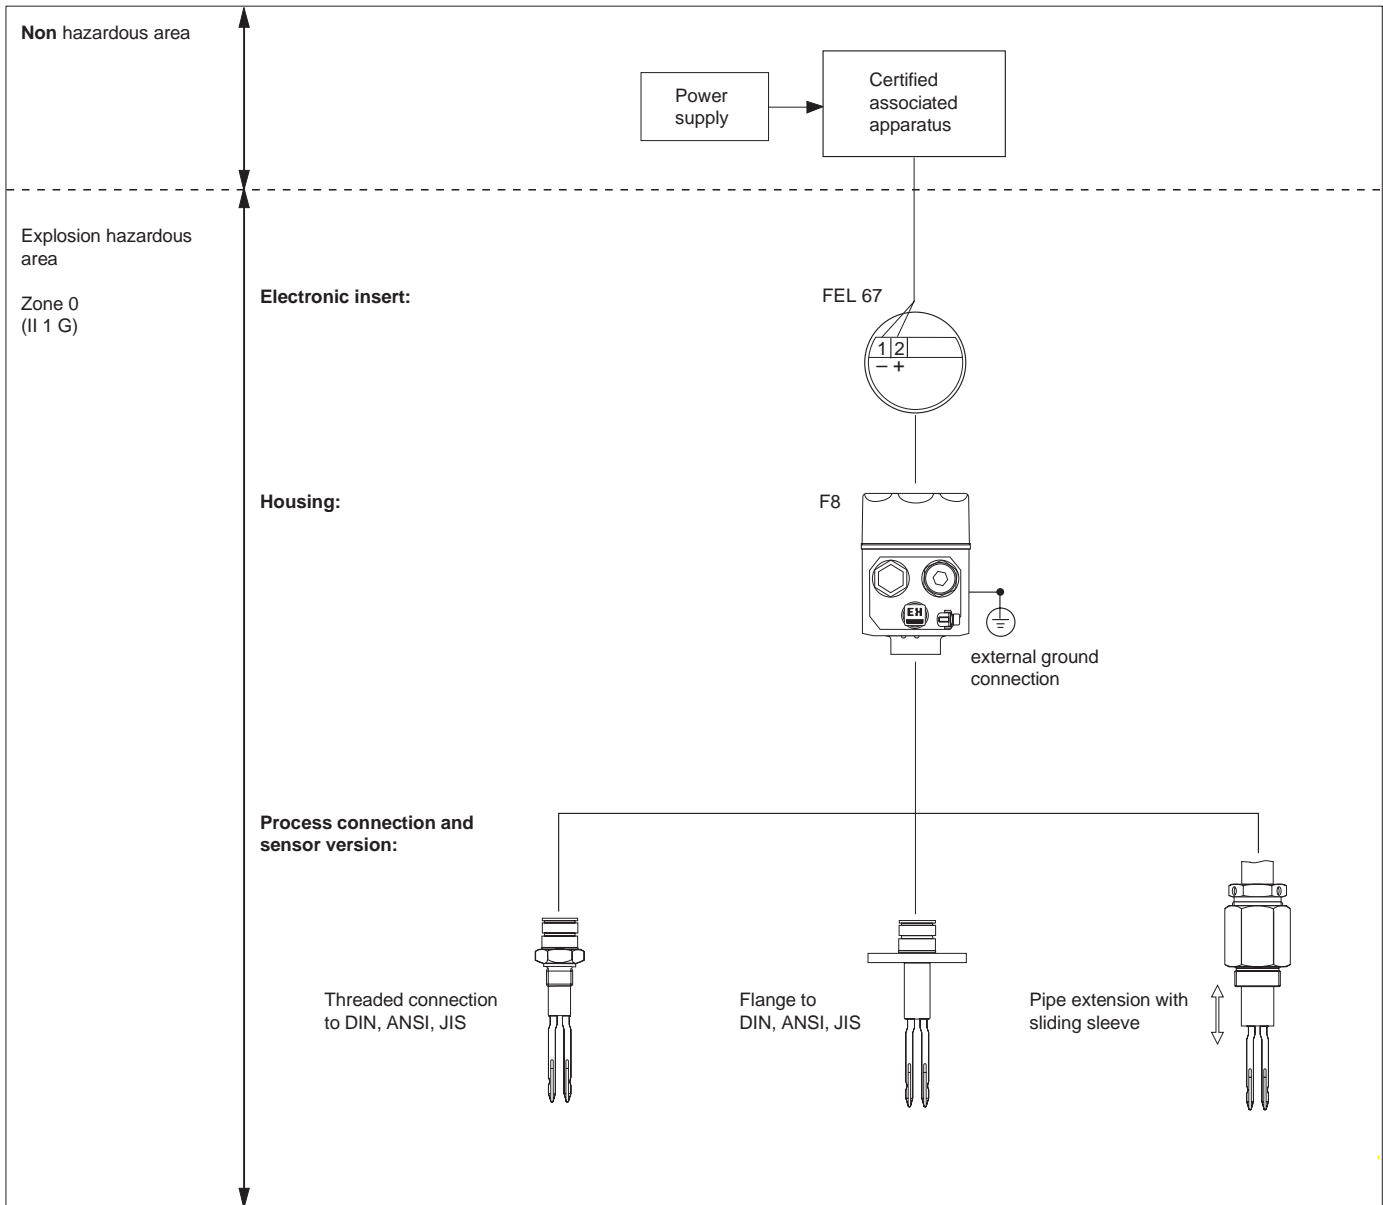 Non hazardous area
Power
supply
Certified
associated
apparatus
Explosion hazardous
area
Zone 0
(II 1 G)
Electronic insert:
FEL 67
1 2
– +
Housing:
F8
EH
external ground
connection
Process connection and
sensor version:
Threaded connection
to DIN, ANSI, JIS
Flange to
DIN, ANSI, JIS
Pipe extension with
sliding sleeve